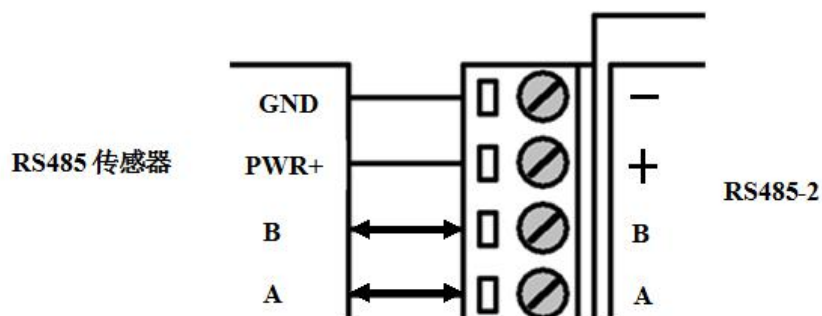 GND −
RS485 传感器 PWR+ +
RS485-2
B B
A A